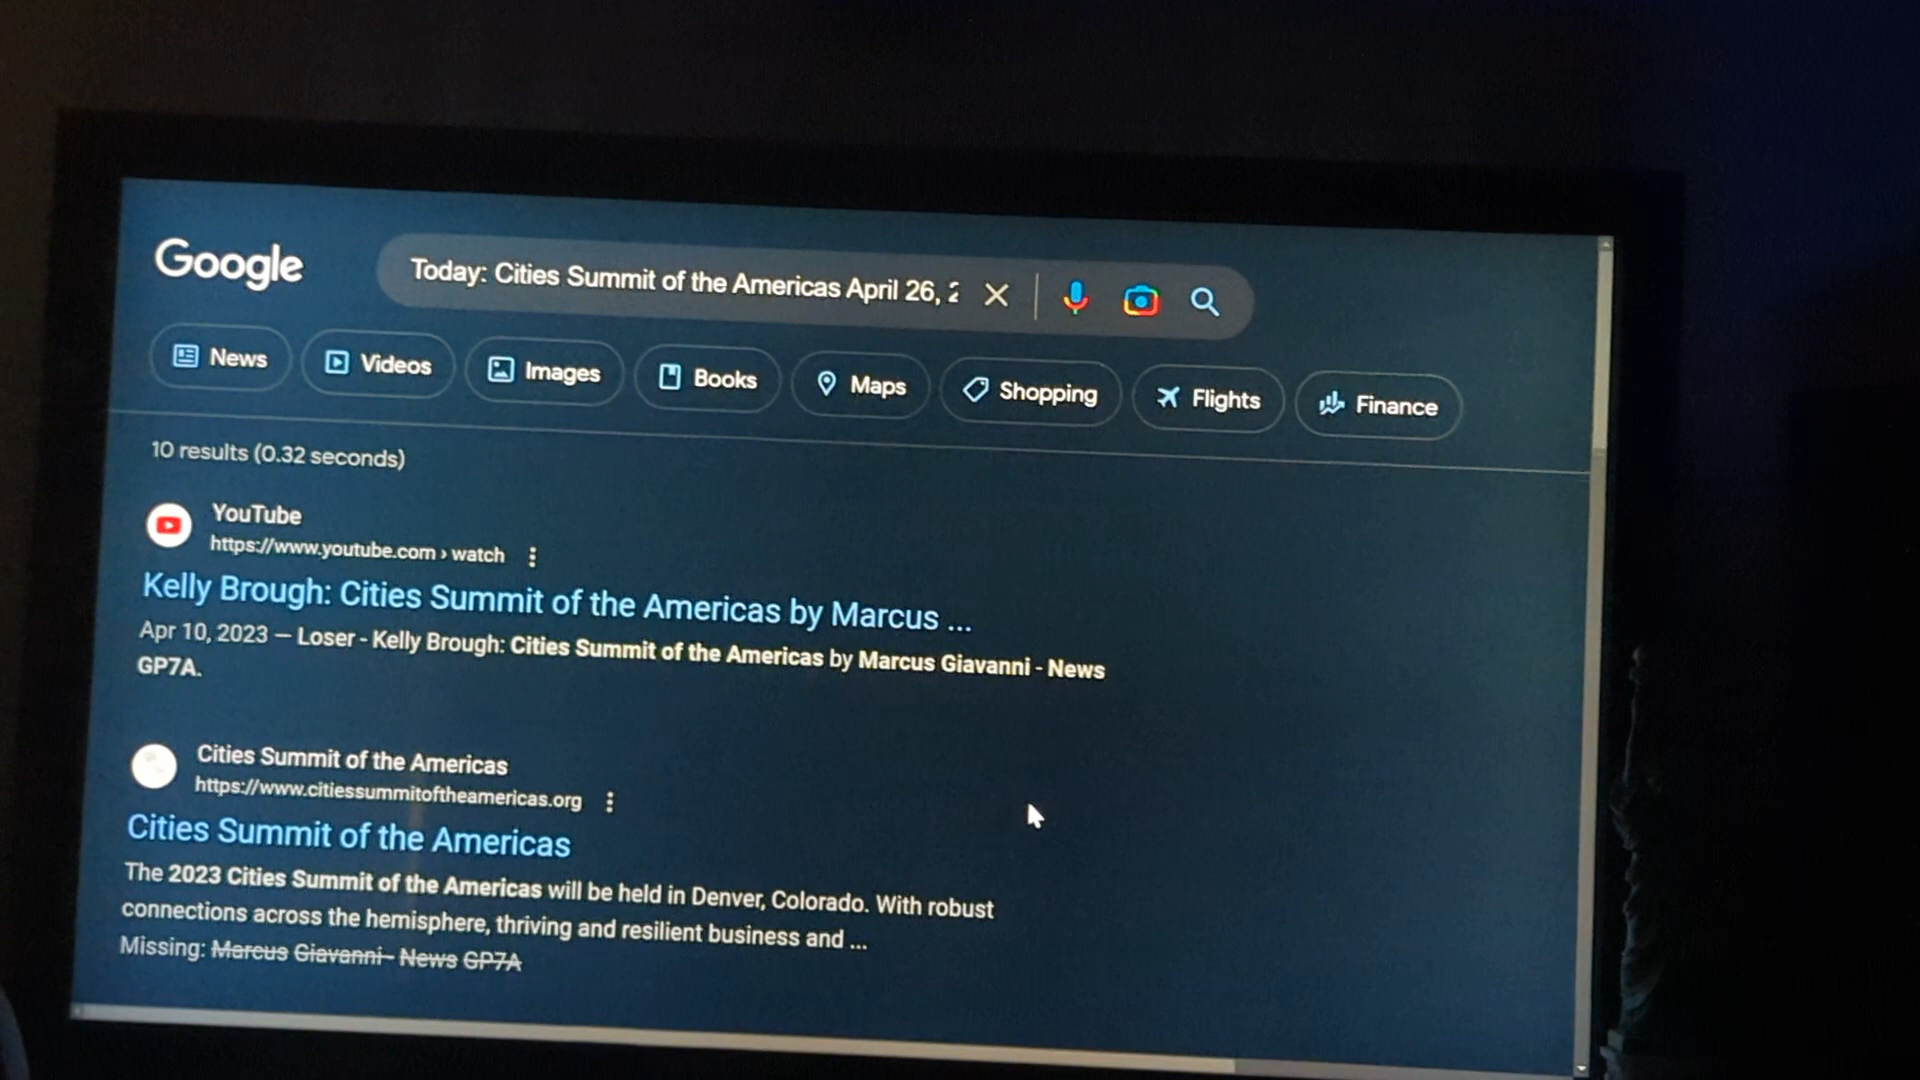 Google
Today: Cities Summit of the Americas April 26, 2
News Videos Images Books Maps Shopping Flights Finance
10 results (0.32 seconds)
YouTube
https://www.youtube.com › watch
Kelly Brough: Cities Summit of the Americas by Marcus ...
Apr 10, 2023 — Loser - Kelly Brough: Cities Summit of the Americas by Marcus Giavanni - News
GP7A.
Cities Summit of the Americas
https://www.citiessummitoftheamericas.org
Cities Summit of the Americas
The 2023 Cities Summit of the Americas will be held in Denver, Colorado. With robust
connections across the hemisphere, thriving and resilient business and ...
Missing: Marcus Giavanni- News GP7A